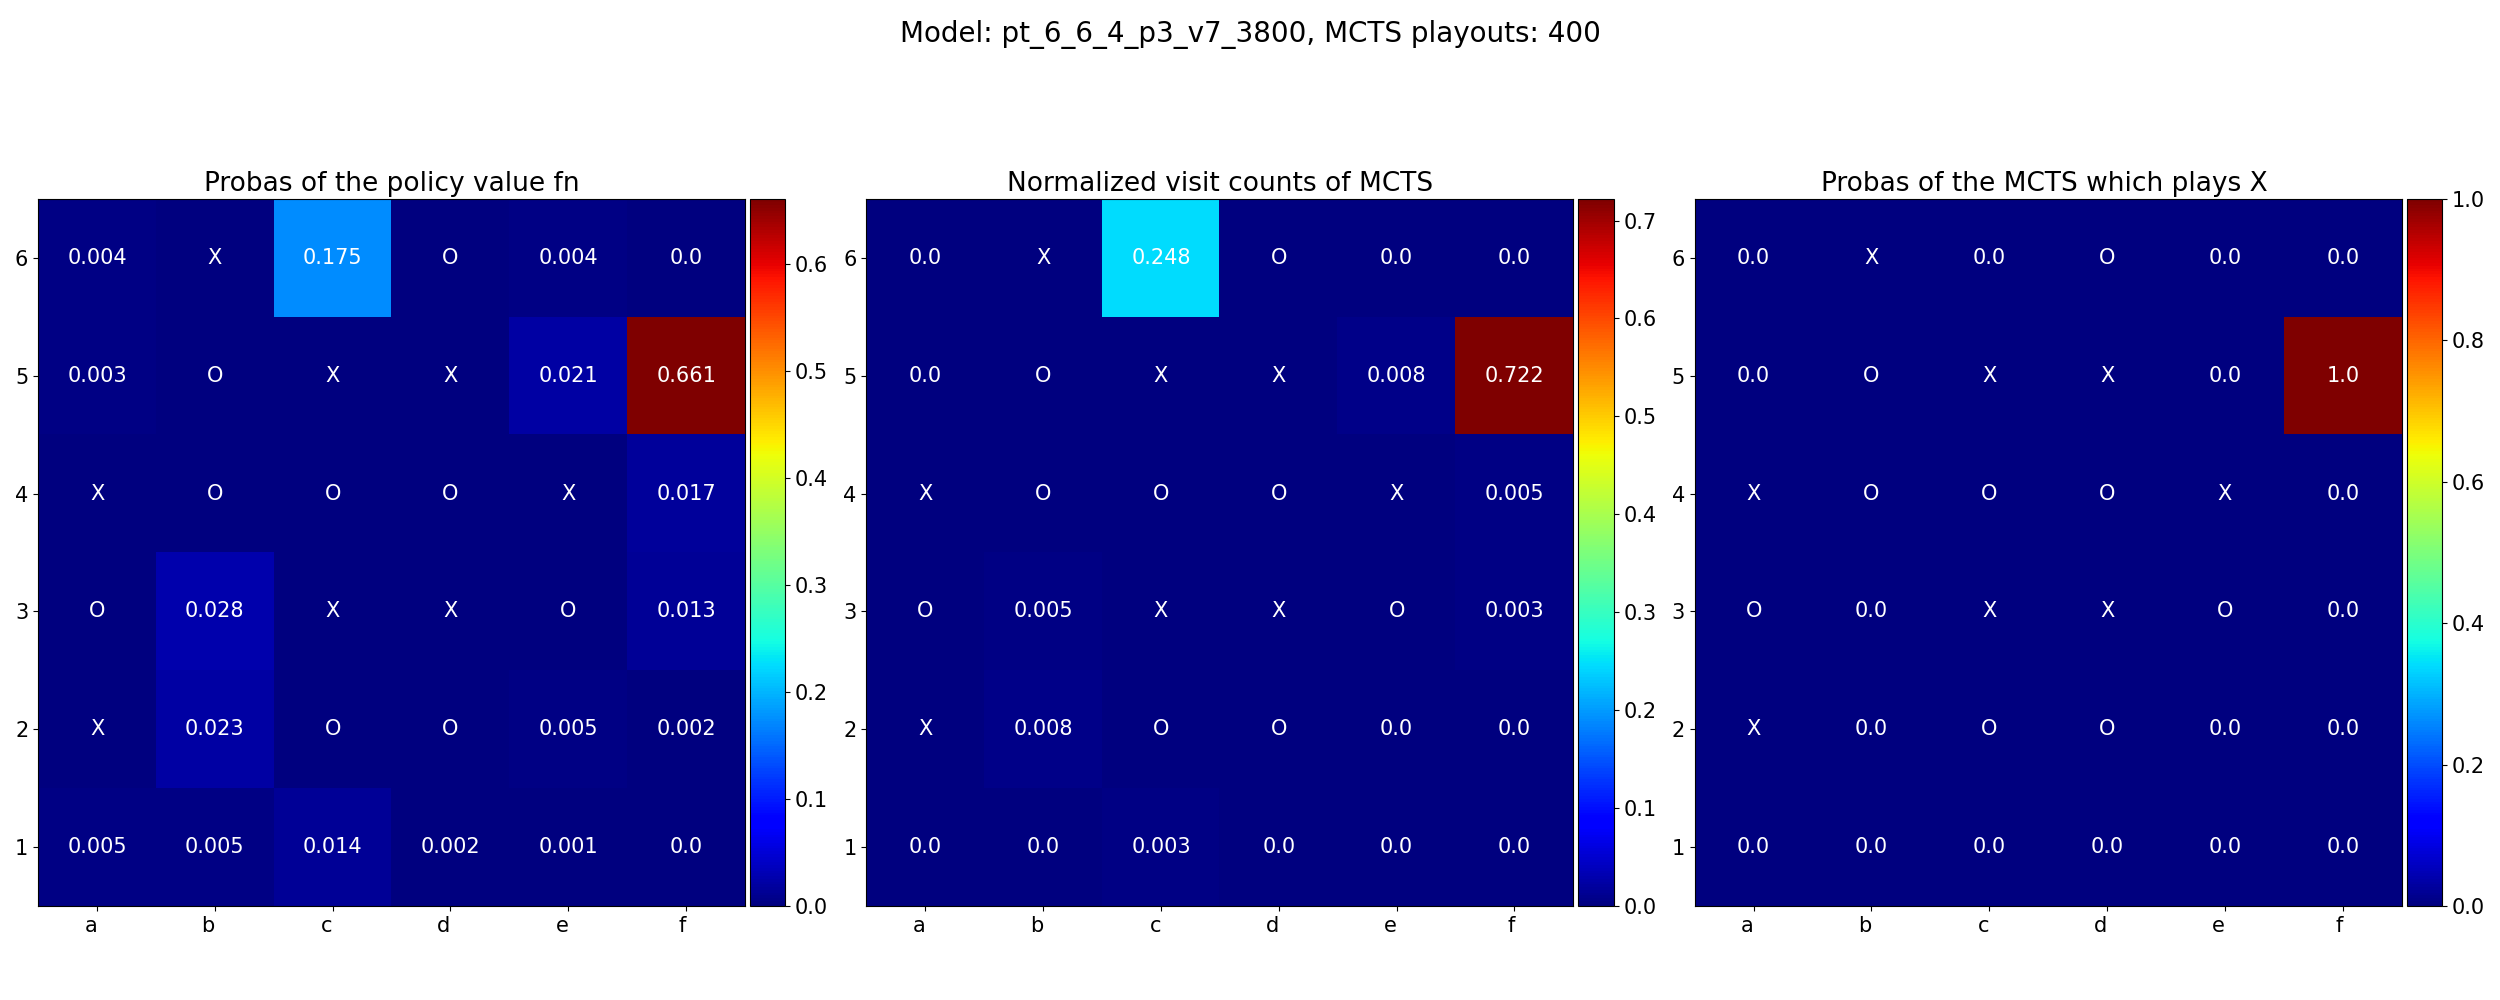 Model: pt_6_6_4_p3_v7_3800, MCTS playouts: 400
Probas of the policy value fn
6 0.004 X 0.175 O 0.004 0.0
5 0.003 O X X 0.021 0.661
4 X O O O X 0.017
3 O 0.028 X X O 0.013
2 X 0.023 O O 0.005 0.002
1 0.005 0.005 0.014 0.002 0.001 0.0
a b c d e f
0.6
0.5
0.4
0.3
0.2
0.1
0.0
Normalized visit counts of MCTS
6 0.0 X 0.248 O 0.0 0.0
5 0.0 O X X 0.008 0.722
4 X O O O X 0.005
3 O 0.005 X X O 0.003
2 X 0.008 O O 0.0 0.0
1 0.0 0.0 0.003 0.0 0.0 0.0
a b c d e f
0.7
0.6
0.5
0.4
0.3
0.2
0.1
0.0
Probas of the MCTS which plays X
6 0.0 X 0.0 O 0.0 0.0
5 0.0 O X X 0.0 1.0
4 X O O O X 0.0
3 O 0.0 X X O 0.0
2 X 0.0 O O 0.0 0.0
1 0.0 0.0 0.0 0.0 0.0 0.0
a b c d e f
1.0
0.8
0.6
0.4
0.2
0.0